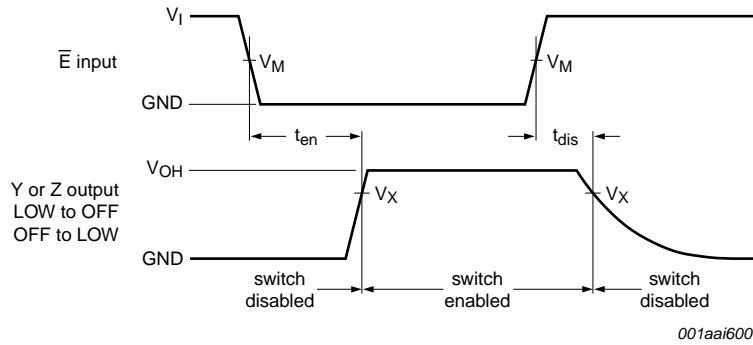 V_I
E̅ input
V_M
V_M
GND
t_en
t_dis
V_OH
Y or Z output
LOW to OFF
OFF to LOW
V_X
V_X
GND
switch
disabled
switch
enabled
switch
disabled
001aai600